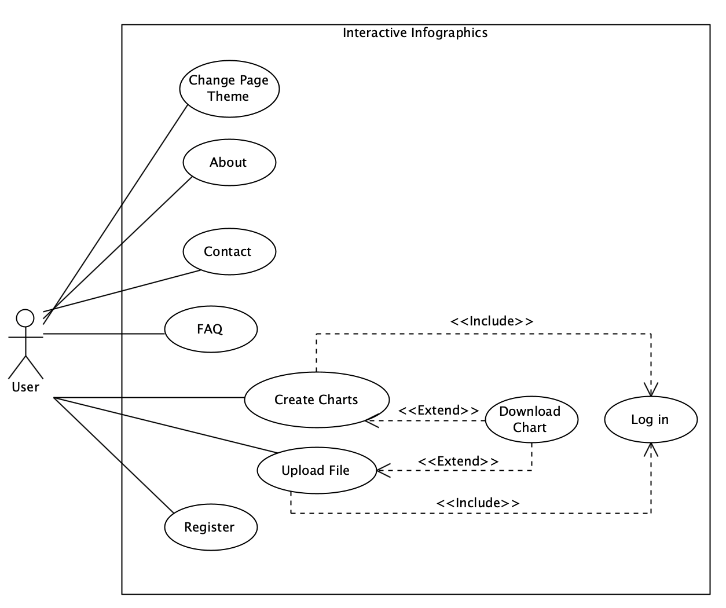 Interactive Infographics
Change Page
Theme
About
Contact
FAQ
User
<<Include>>
Create Charts
<<Extend>>
Download
Chart
Log in
Upload File
<<Extend>>
<<Include>>
Register